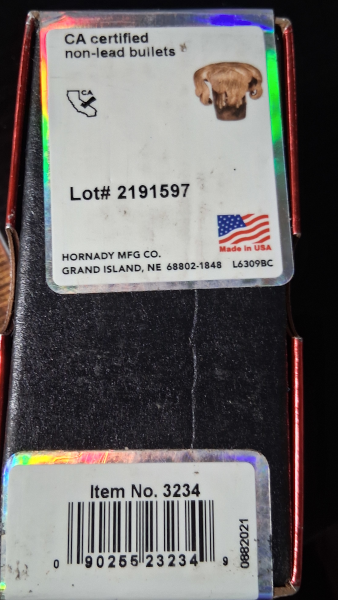 CA certified
non-lead bullets
CA
Lot# 2191597
Made in USA
HORNADY MFG CO.
GRAND ISLAND, NE 68802-1848 L6309BC
Item No. 3234
0 90255 23234 9
0882021